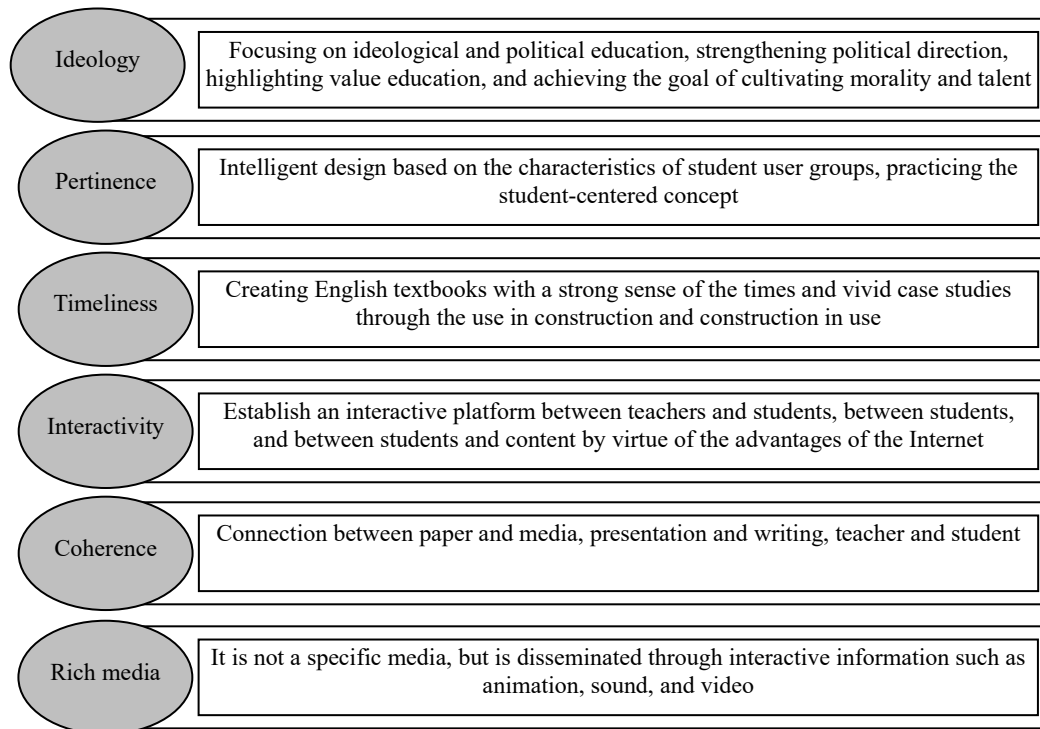 Ideology
Focusing on ideological and political education, strengthening political direction,
highlighting value education, and achieving the goal of cultivating morality and talent
Pertinence
Intelligent design based on the characteristics of student user groups, practicing the
student-centered concept
Timeliness
Creating English textbooks with a strong sense of the times and vivid case studies
through the use in construction and construction in use
Interactivity
Establish an interactive platform between teachers and students, between students,
and between students and content by virtue of the advantages of the Internet
Coherence
Connection between paper and media, presentation and writing, teacher and student
Rich media
It is not a specific media, but is disseminated through interactive information such as
animation, sound, and video